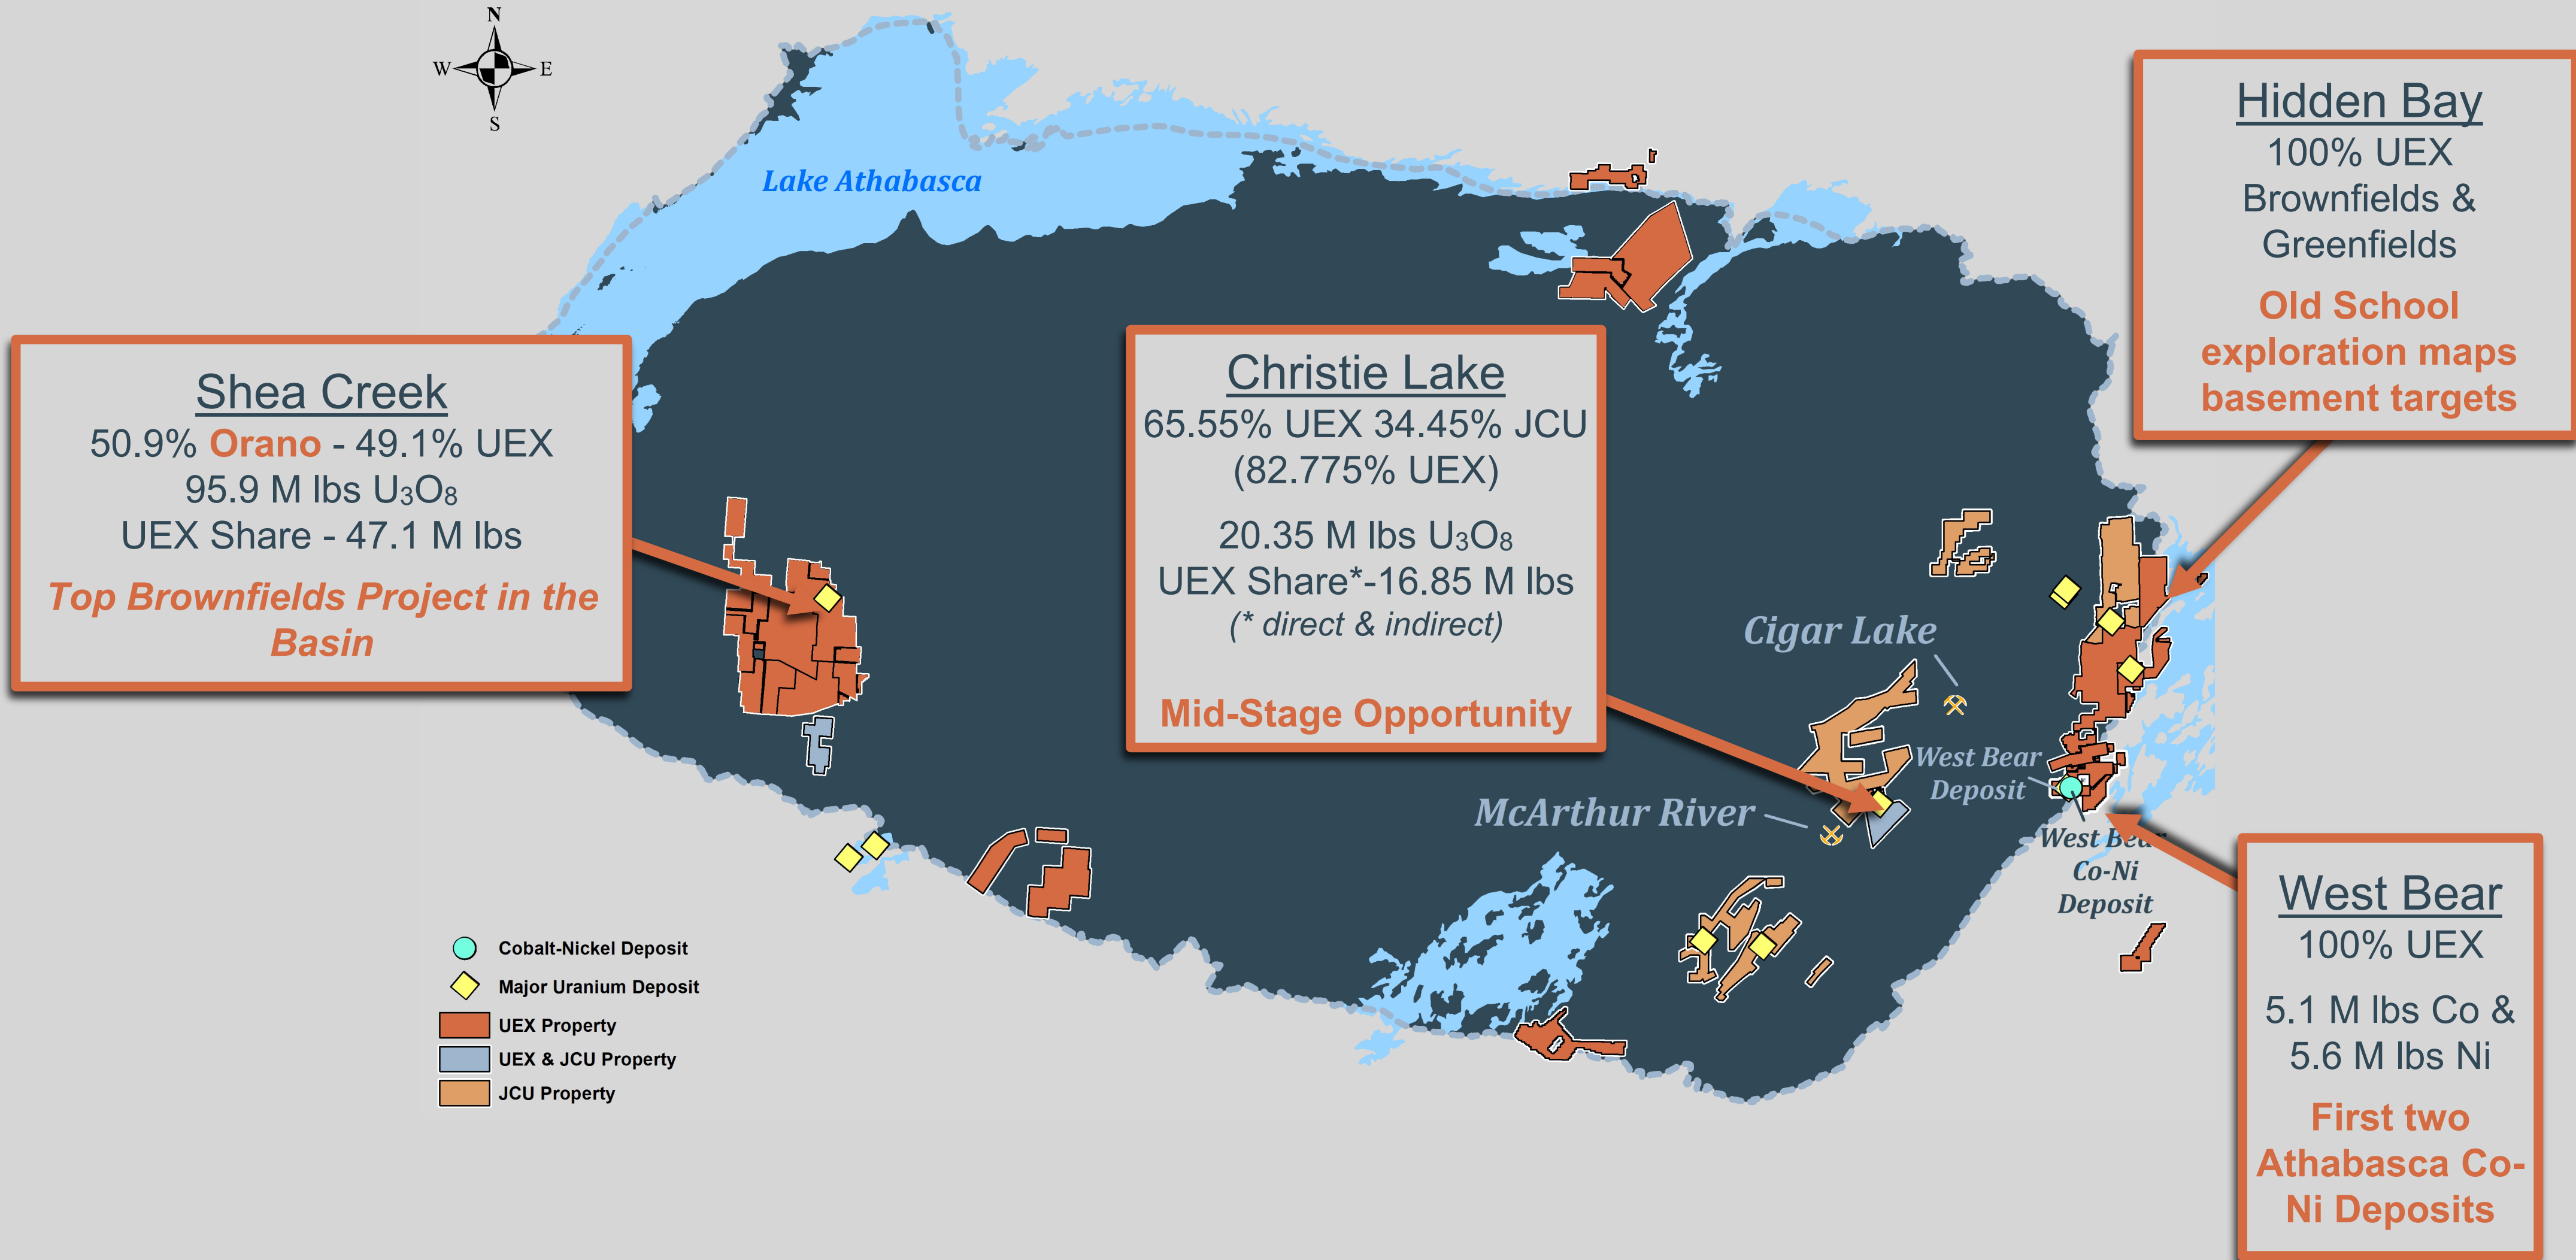 N
W
E
S
Lake Athabasca
Hidden Bay
100% UEX
Brownfields &
Greenfields
Old School
exploration maps
basement targets
Shea Creek
50.9% Orano - 49.1% UEX
95.9 M lbs U₃O₈
UEX Share - 47.1 M lbs
Top Brownfields Project in the
Basin
Christie Lake
65.55% UEX 34.45% JCU
(82.775% UEX)
20.35 M lbs U₃O₈
UEX Share*-16.85 M lbs
(* direct & indirect)
Mid-Stage Opportunity
Cigar Lake
McArthur River
West Bear
Deposit
West Bear
Co-Ni
Deposit
West Bear
100% UEX
5.1 M lbs Co &
5.6 M lbs Ni
First two
Athabasca Co-
Ni Deposits
Cobalt-Nickel Deposit
Major Uranium Deposit
UEX Property
UEX & JCU Property
JCU Property